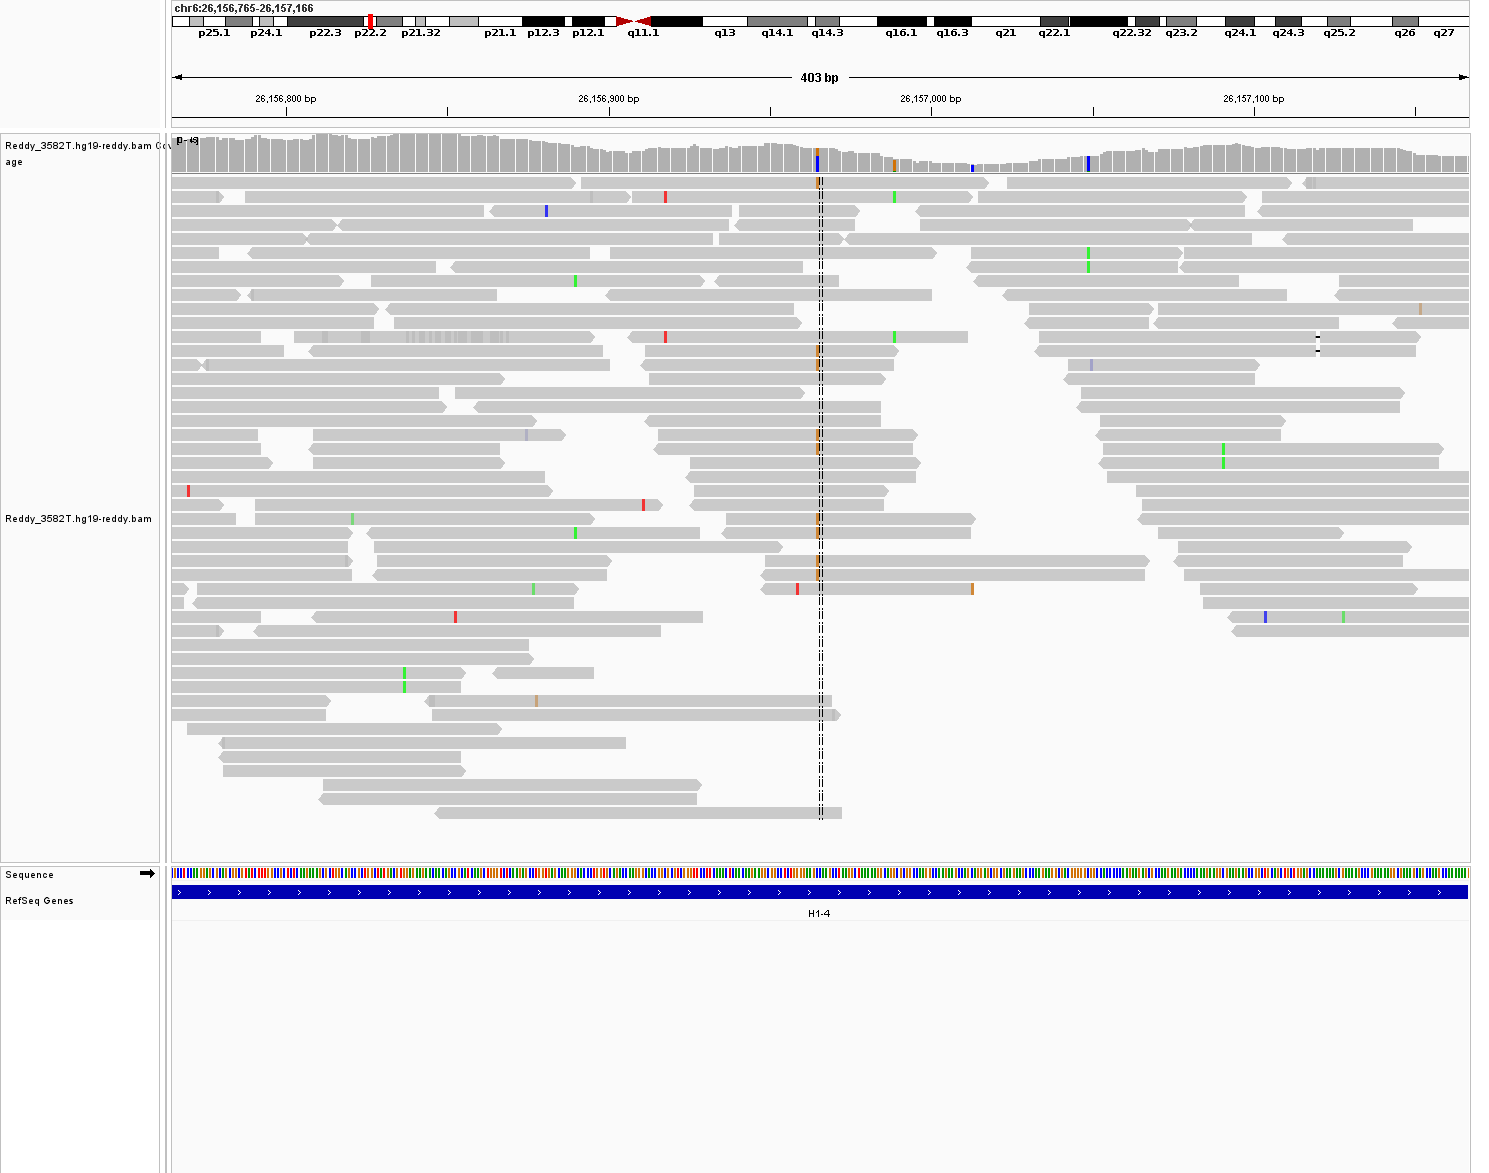 chr6:26,156,765-26,157,166
p25.1 p24.1 p22.3 p22.2 p21.32 p21.1 p12.3 p12.1 q11.1 q13 q14.1 q14.3 q16.1 q16.3 q21 q22.1 q22.32 q23.2 q24.1 q24.3 q25.2 q26 q27
403 bp
26,156,800 bp 26,156,900 bp 26,157,000 bp 26,157,100 bp
Reddy_3582T.hg19-reddy.bam Cov
age
Reddy_3582T.hg19-reddy.bam
Sequence
RefSeq Genes
H1-4